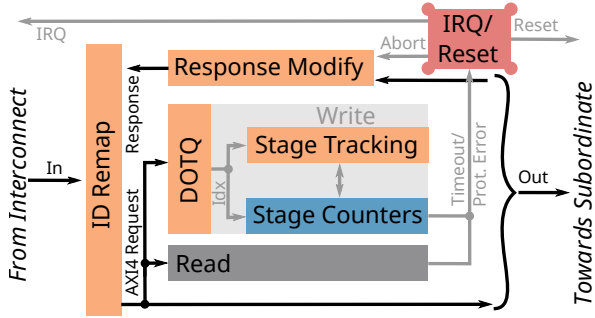 IRQ
IRQ/
Reset
Reset
Abort
Response Modify
From Interconnect
In
ID Remap
Response
AXI4 Request
DOTQ
Idx
Write
Stage Tracking
Stage Counters
Read
Timeout/
Prot. Error
Out
Towards Subordinate